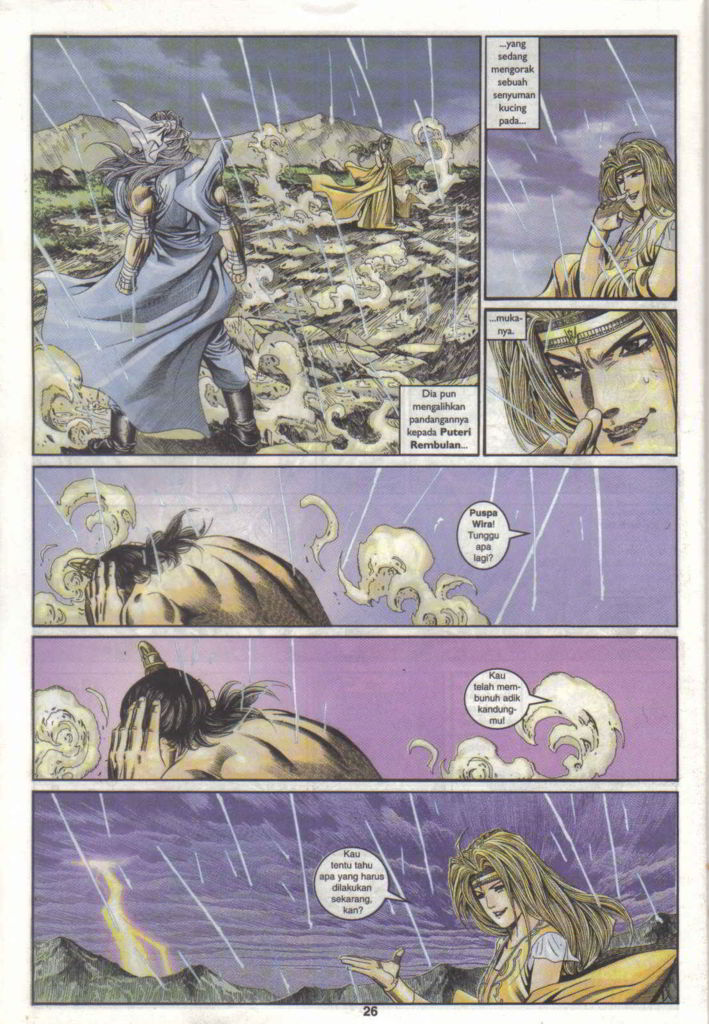 Dia pun
mengalihkan
pandangannya
kepada Puteri
Rembulan...
...yang
sedang
mengorak
sebuah
senyuman
kucing
pada...
...muka-
nya.
Puspa
Wira!
Tunggu
apa
lagi?
Kau
telah mem-
bunuh adik
kandung-
mu!
Kau
tentu tahu
apa yang harus
dilakukan
sekarang,
kan?
26